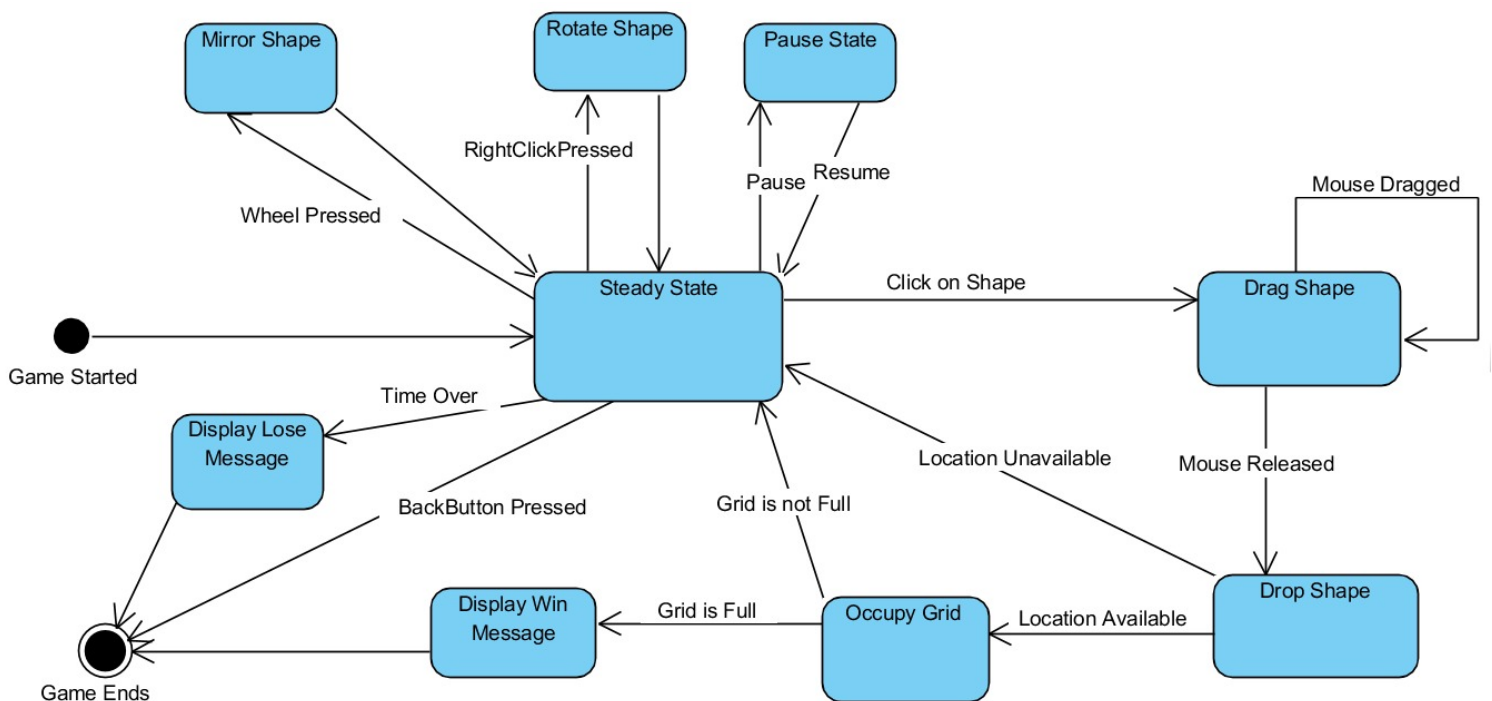 Mirror Shape
Rotate Shape
Pause State
RightClickPressed
Pause
Resume
Mouse Dragged
Wheel Pressed
Steady State
Click on Shape
Drag Shape
Game Started
Time Over
Display Lose
Message
Location Unavailable
Mouse Released
BackButton Pressed
Grid is not Full
Display Win
Message
Grid is Full
Occupy Grid
Location Available
Drop Shape
Game Ends